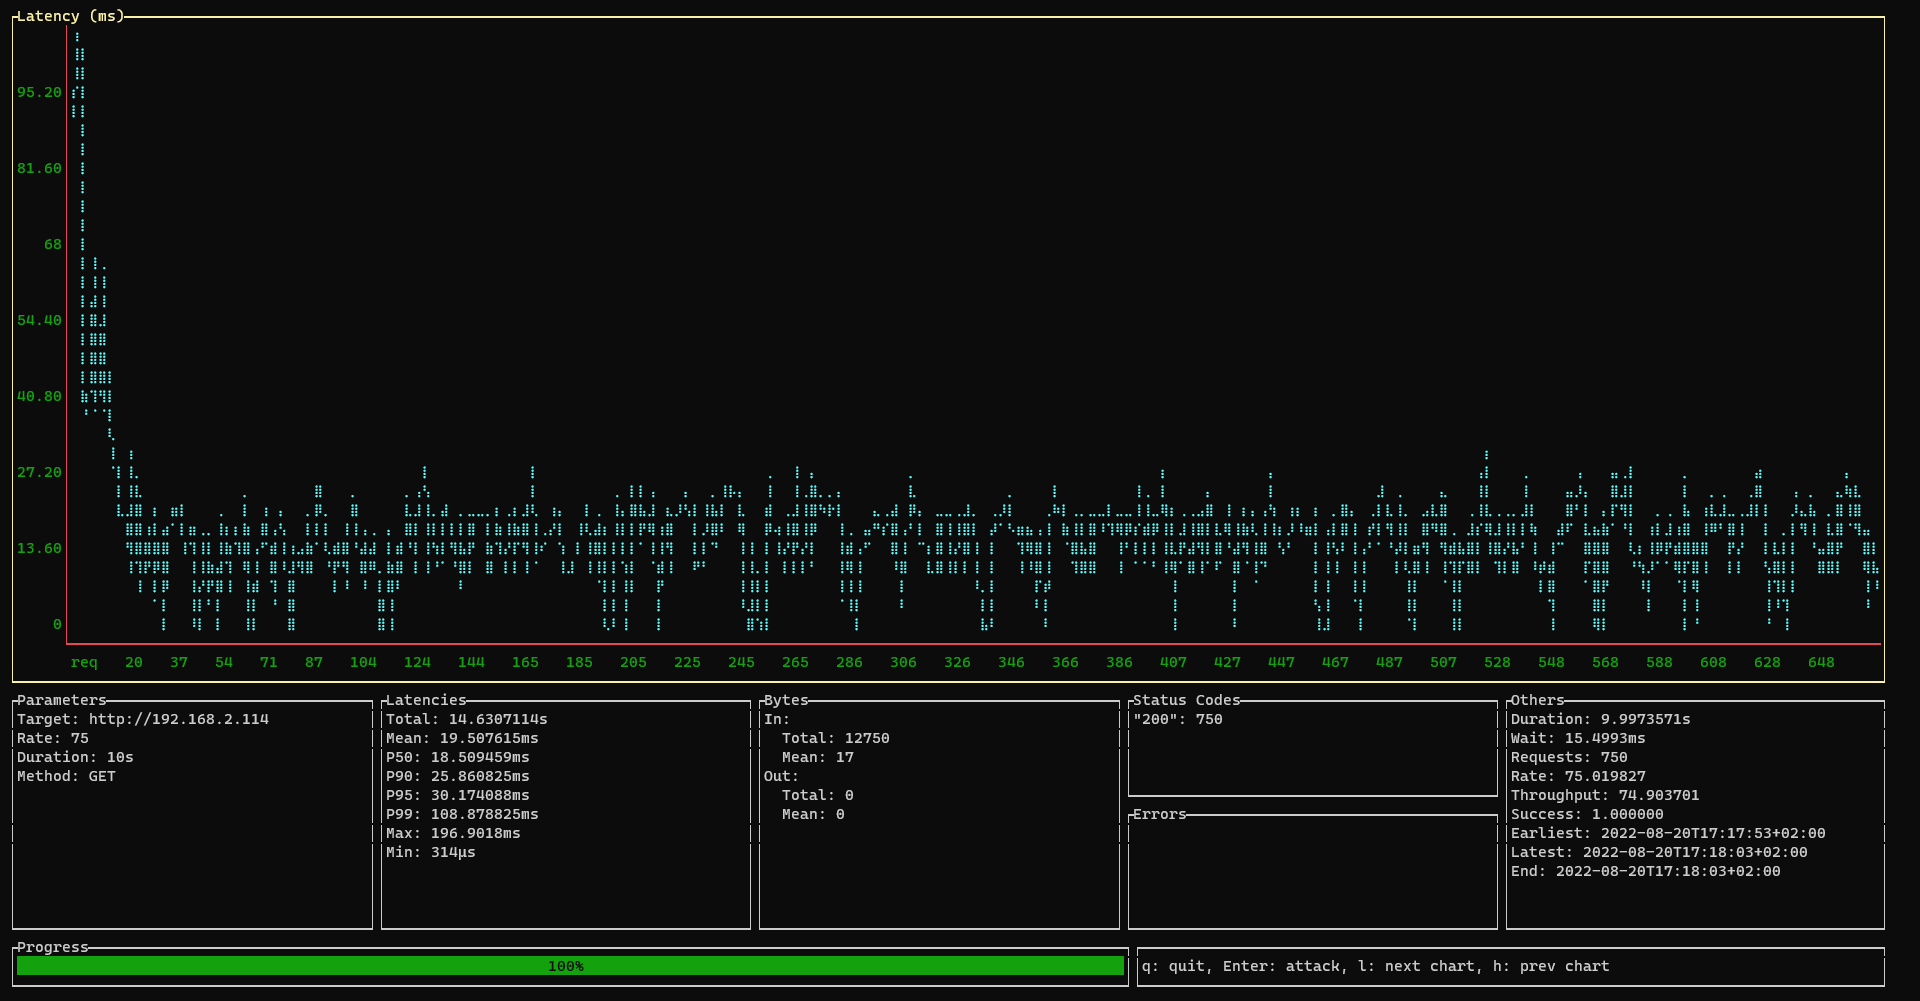 Latency (ms)
95.20
81.60
68
54.40
40.80
27.20
13.60
0
req 20 37 54 71 87 104 124 144 165 185 205 225 245 265 286 306 326 346 366 386 407 427 447 467 487 507 528 548 568 588 608 628 648
Parameters
Target: http://192.168.2.114
Rate: 75
Duration: 10s
Method: GET
Latencies
Total: 14.6307114s
Mean: 19.507615ms
P50: 18.509459ms
P90: 25.860825ms
P95: 30.174088ms
P99: 108.878825ms
Max: 196.9018ms
Min: 314µs
Bytes
In:
Total: 12750
Mean: 17
Out:
Total: 0
Mean: 0
Status Codes
"200": 750
Errors
Others
Duration: 9.9973571s
Wait: 15.4993ms
Requests: 750
Rate: 75.019827
Throughput: 74.903701
Success: 1.000000
Earliest: 2022-08-20T17:17:53+02:00
Latest: 2022-08-20T17:18:03+02:00
End: 2022-08-20T17:18:03+02:00
Progress
100%
q: quit, Enter: attack, l: next chart, h: prev chart